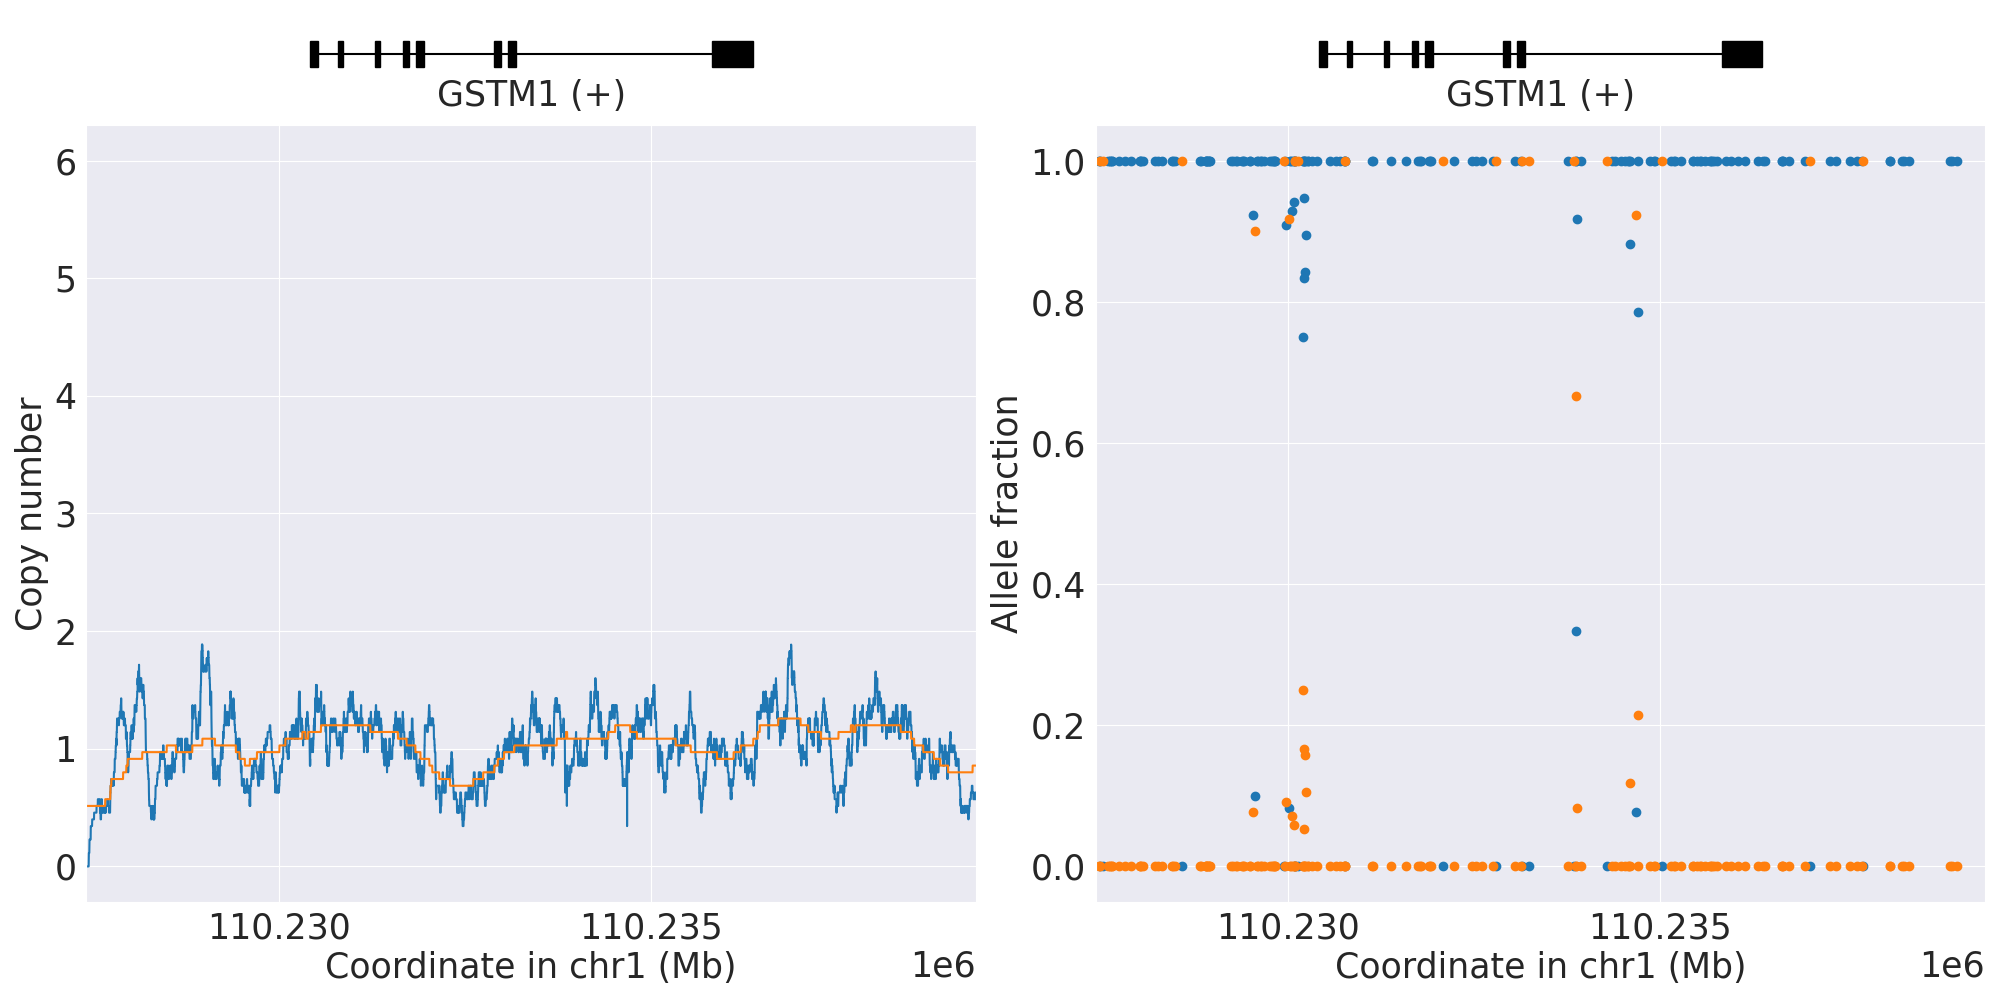 GSTM1 (+)
GSTM1 (+)
Copy number
6
5
4
3
2
1
0
110.230
110.235
Coordinate in chr1 (Mb)
1e6
Allele fraction
1.0
0.8
0.6
0.4
0.2
0.0
110.230
110.235
Coordinate in chr1 (Mb)
1e6